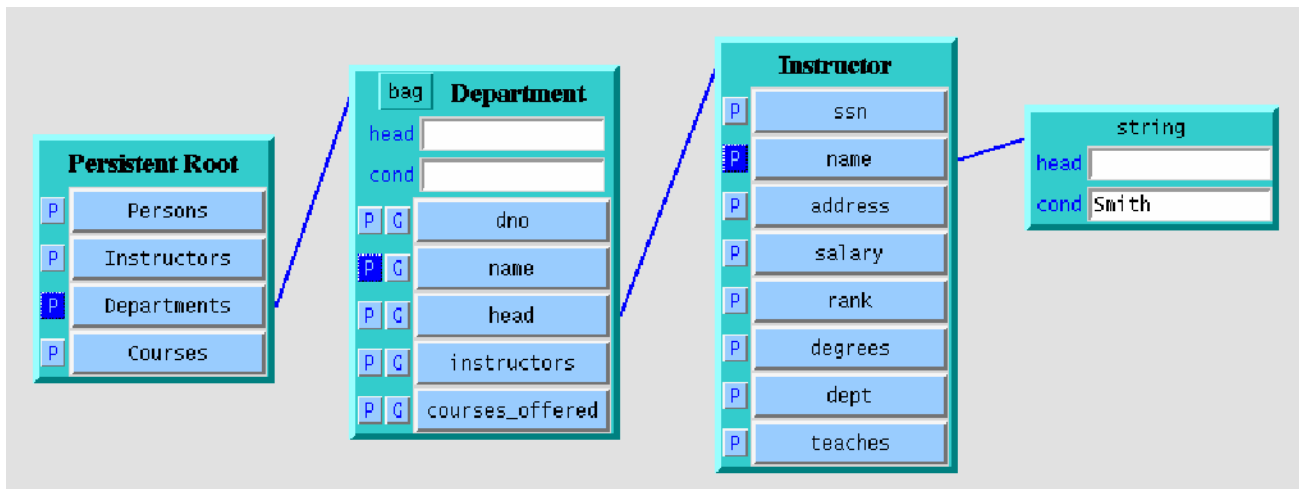 Persistent Root
P Persons
P Instructors
P Departments
P Courses
bag Department
head
cond
P G dno
P G name
P G head
P G instructors
P G courses_offered
Instructor
P ssn
P name
P address
P salary
P rank
P degrees
P dept
P teaches
string
head
cond Smith